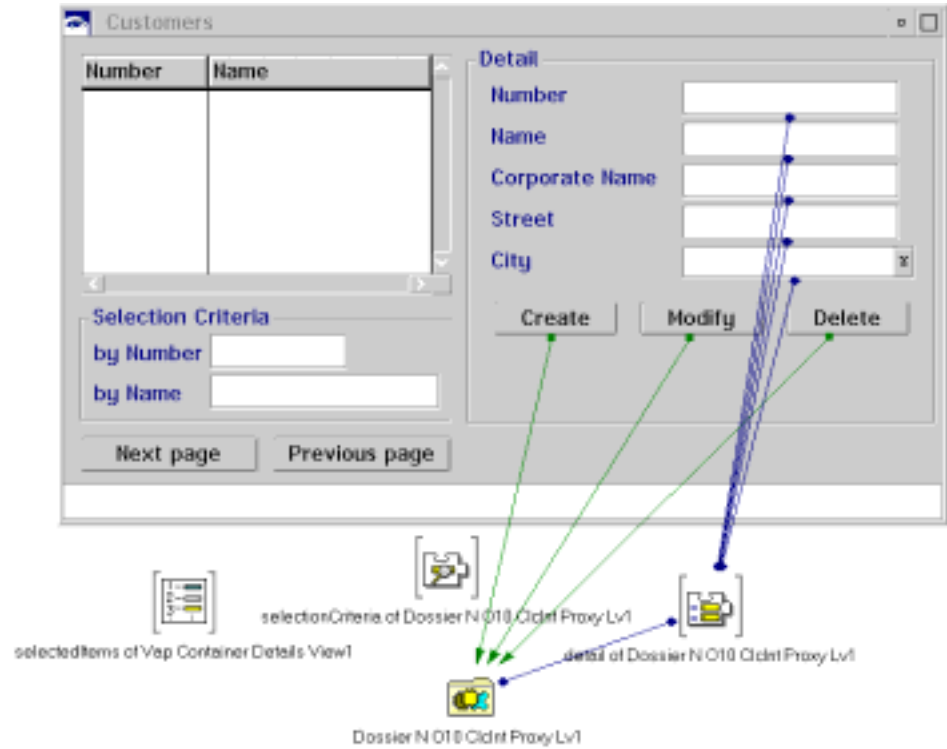 Customers
Number Name
Detail
Number
Name
Corporate Name
Street
City
Create Modify Delete
Selection Criteria
by Number
by Name
Next page Previous page
selectionCriteria of Dossier N O10 Clclnt Proxy Lv1
selectedItems of Vap Container Details View1
detail of Dossier N O10 Clclnt Proxy Lv1
Dossier N O10 Clclnt Proxy Lv1